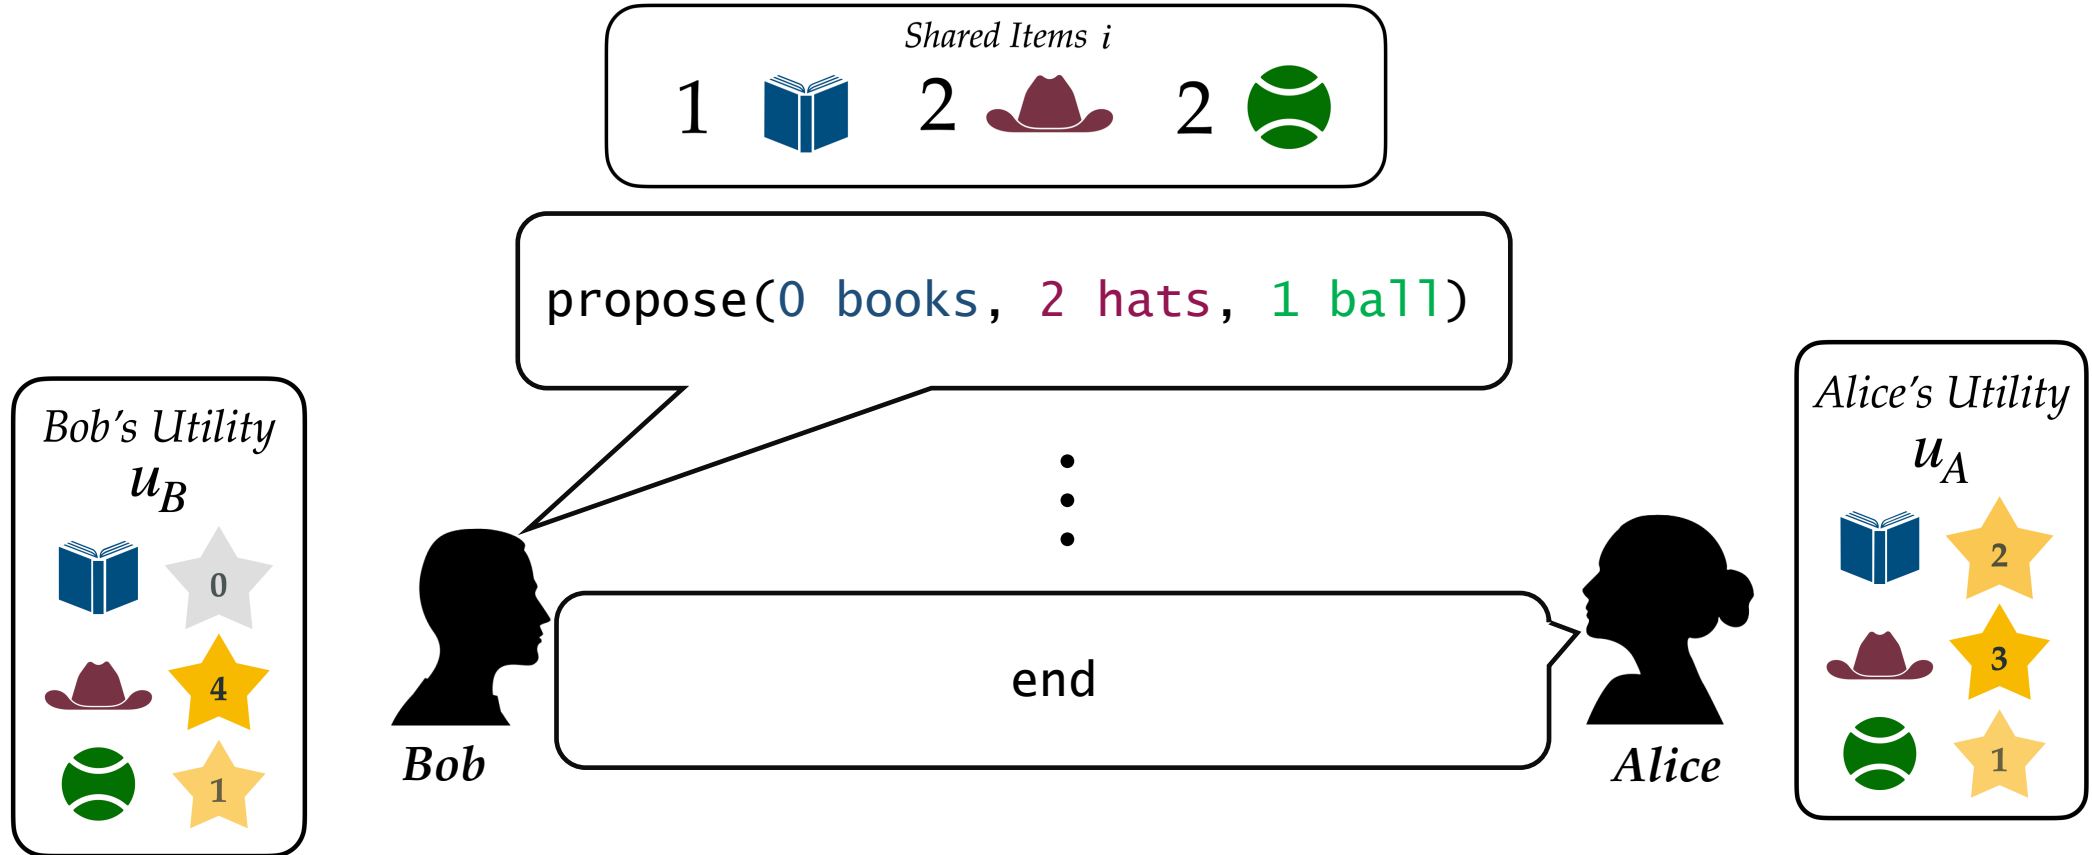 Shared Items i
1 2 2
propose(0 books, 2 hats, 1 ball)
Bob's Utility
u_B
0
4
1
Alice's Utility
u_A
2
3
1
end
Bob
Alice